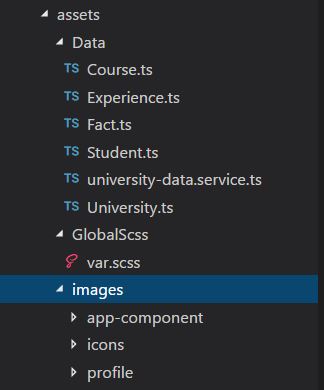 assets
Data
TS Course.ts
TS Experience.ts
TS Fact.ts
TS Student.ts
TS university-data.service.ts
TS University.ts
GlobalScss
var.scss
images
app-component
icons
profile